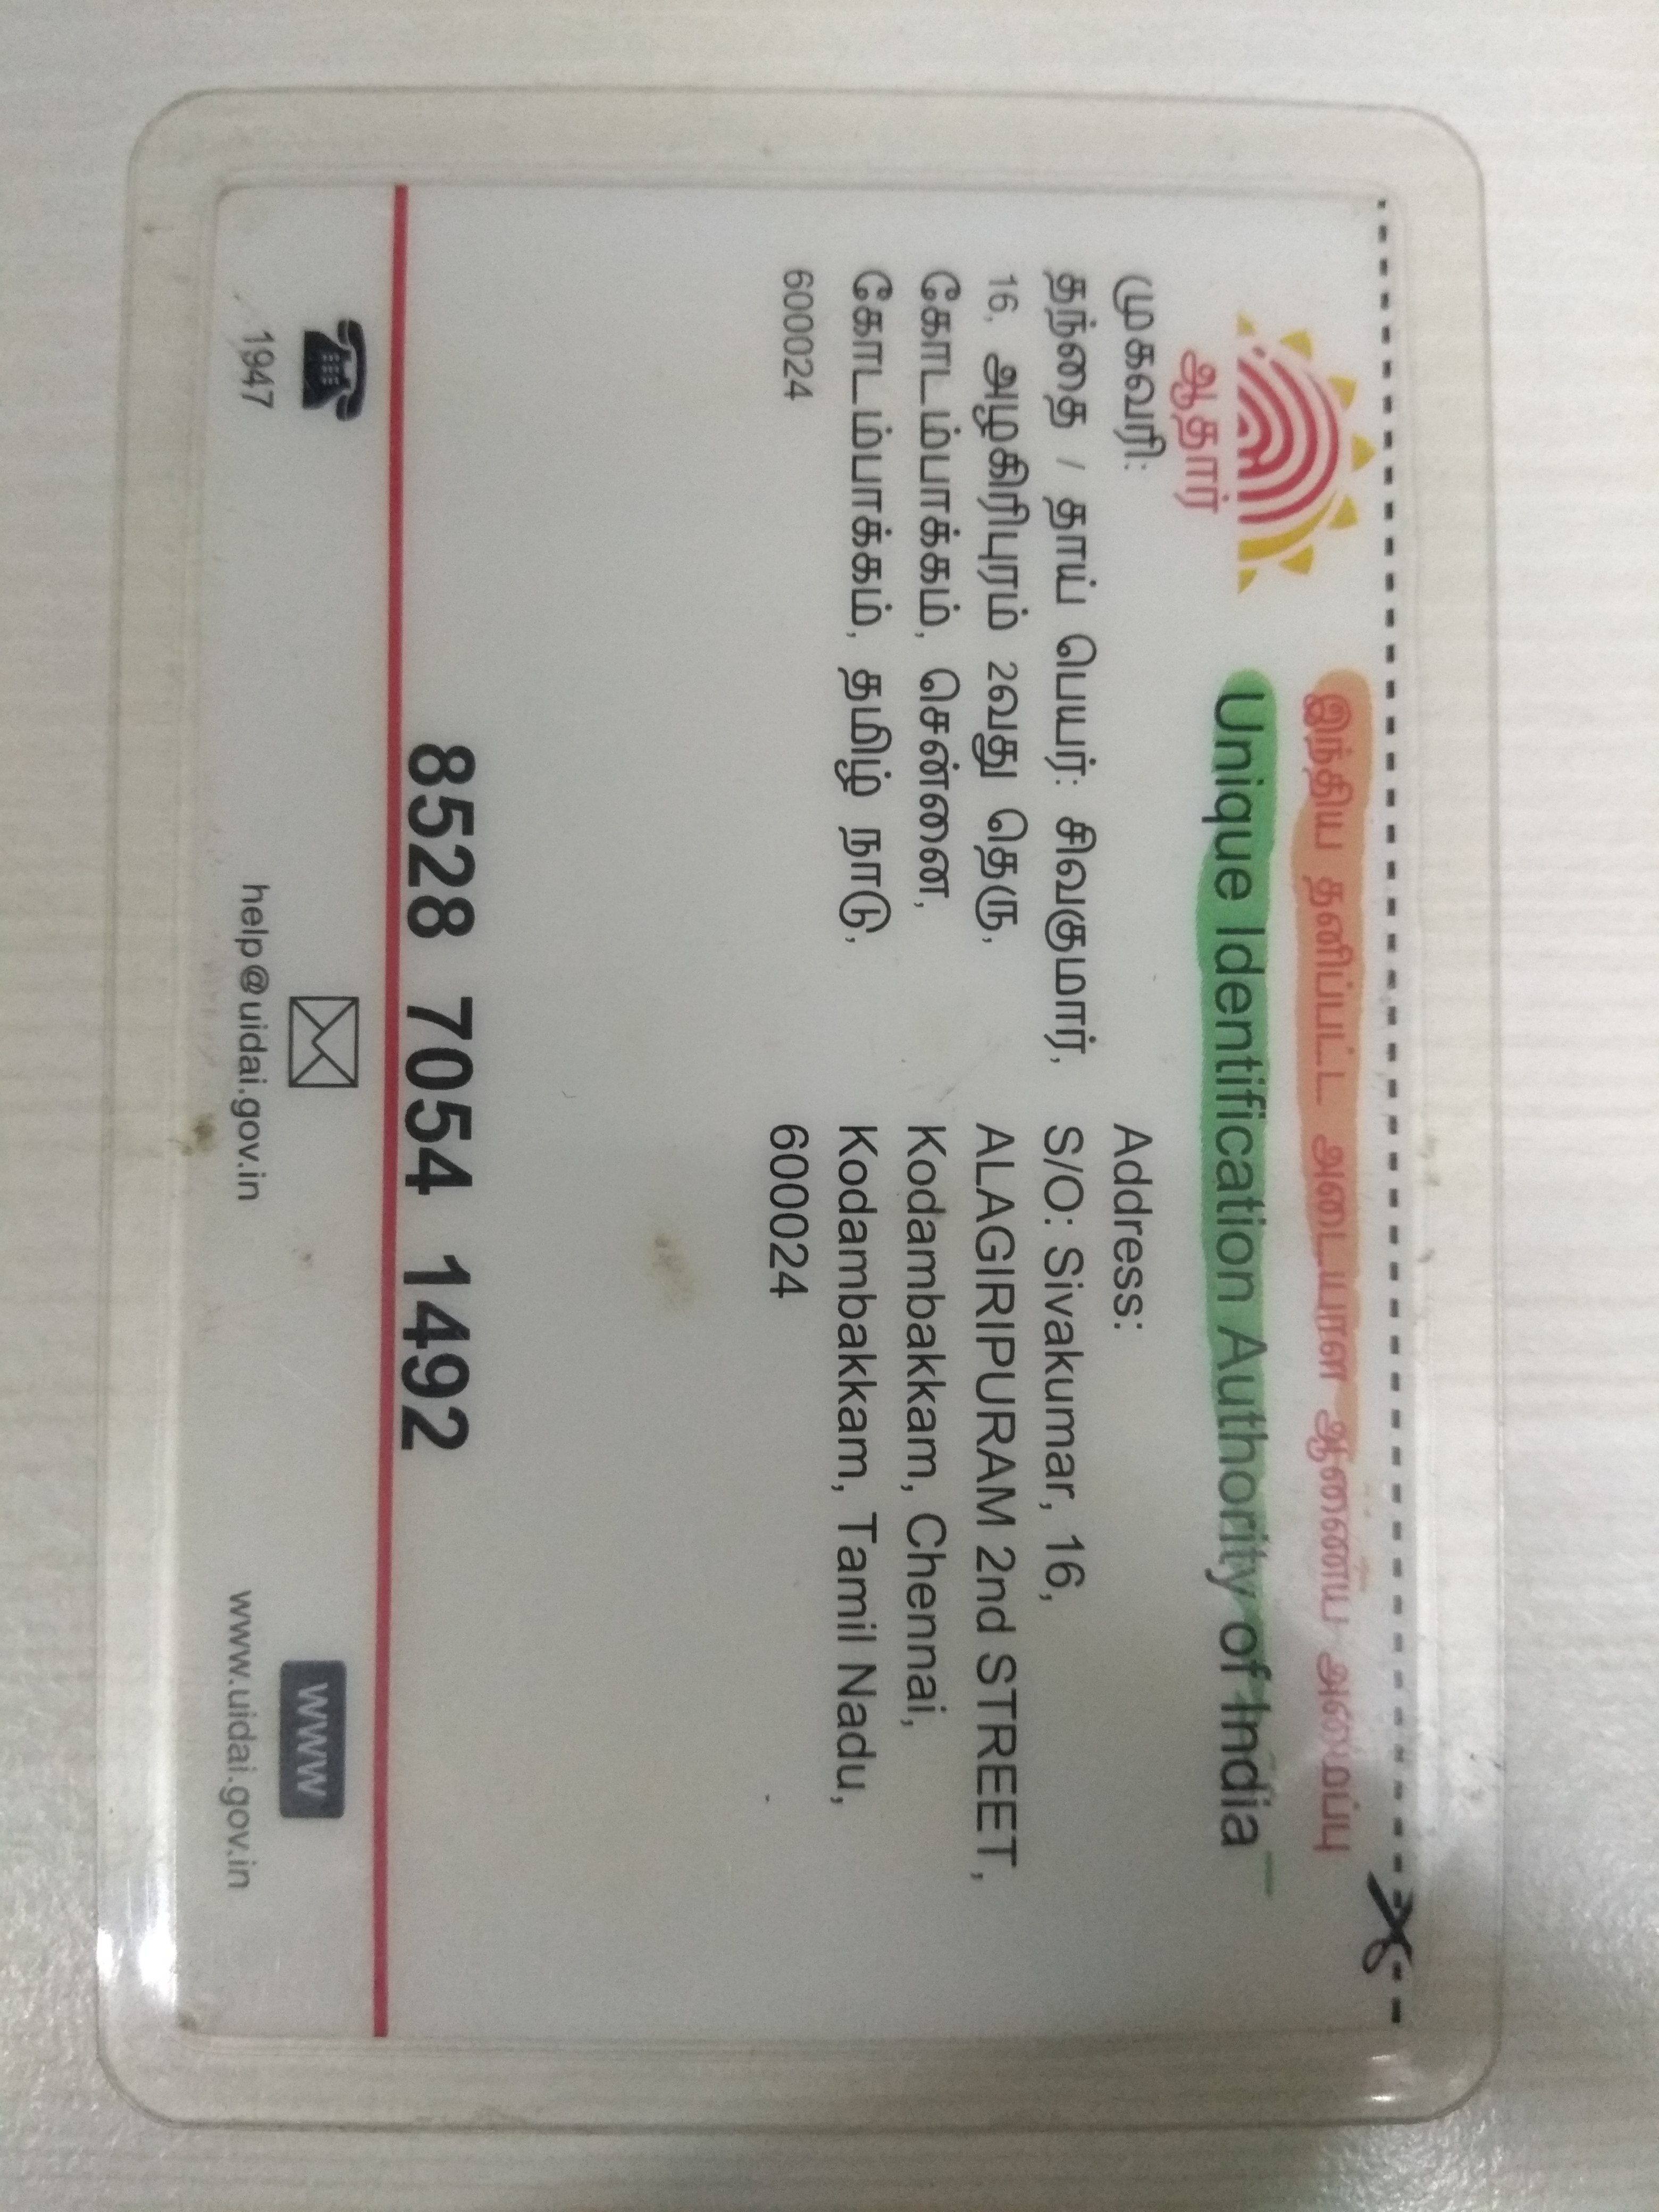 இந்திய தனிப்பட்ட அடையாள ஆணைய அமைப்பு
Unique Identification Authority of India
ஆதார்
முகவரி:
தந்தை / தாய் பெயர்: சிவகுமார்,
16, அழகிரிபுரம் 2வது தெரு,
கோடம்பாக்கம், சென்னை,
கோடம்பாக்கம், தமிழ் நாடு,
600024
Address:
S/O: Sivakumar, 16,
ALAGIRIPURAM 2nd STREET,
Kodambakkam, Chennai,
Kodambakkam, Tamil Nadu,
600024
8528 7054 1492
1947
help@uidai.gov.in
www
www.uidai.gov.in